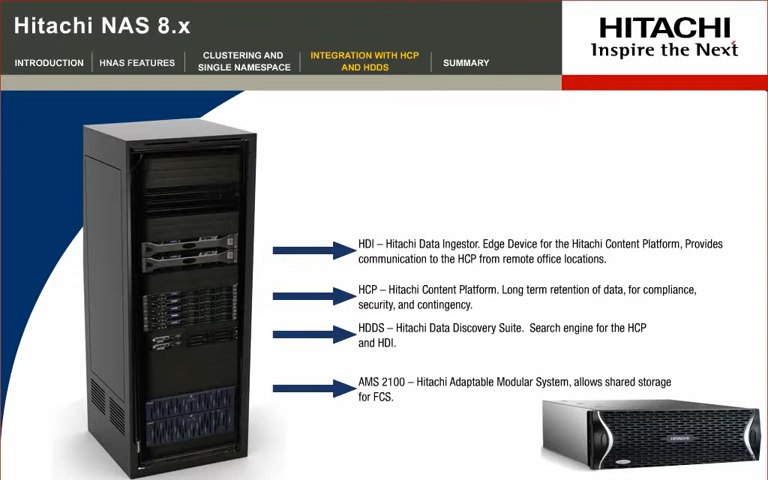 Hitachi NAS 8.x
HITACHI
Inspire the Next
INTRODUCTION
HNAS FEATURES
CLUSTERING AND
SINGLE NAMESPACE
INTEGRATION WITH HCP
AND HDDS
SUMMARY
HDI – Hitachi Data Ingestor. Edge Device for the Hitachi Content Platform, Provides
communication to the HCP from remote office locations.
HCP – Hitachi Content Platform. Long term retention of data, for compliance,
security, and contingency.
HDDS – Hitachi Data Discovery Suite. Search engine for the HCP
and HDI.
AMS 2100 – Hitachi Adaptable Modular System, allows shared storage
for FCS.
HITACHI